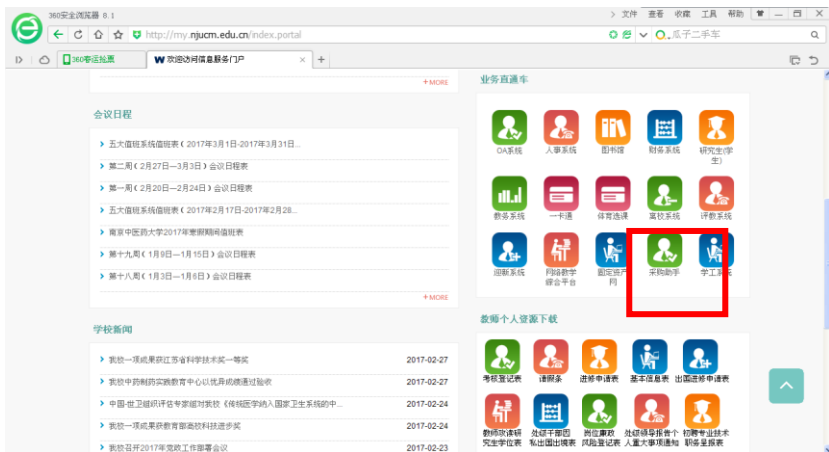 360安全浏览器 8.1
文件 查看 收藏 工具 帮助
http://my.njucm.edu.cn/index.portal
瓜子二手车
360春运抢票
欢迎访问信息服务门户
+MORE
业务直通车
会议日程
五大值班系统值班表（2017年3月1日-2017年3月31日...
第二周（2月27日—3月3日）会议日程表
第一周（2月20日—2月24日）会议日程表
五大值班系统值班表（2017年2月17日-2017年2月28...
南京中医药大学2017年寒假期间值班表
第十九周（1月9日—1月15日）会议日程表
第十八周（1月3日—1月6日）会议日程表
+MORE
OA系统 人事系统 图书馆 财务系统 研究生(学
生)
教务系统 一卡通 体育选课 离校系统 评教系统
迎新系统 网络教学
综合平台 固定资产
网 采购助手 学工系统
教师个人资源下载
学校新闻
我校一项成果获江苏省科学技术奖一等奖 2017-02-27
我校中药制药实践教育中心以优异成绩通过验收 2017-02-27
中国-世卫组织评估专家组对我校《传统医学纳入国家卫生系统的中... 2017-02-24
我校一项成果获教育部高校科技进步奖 2017-02-24
我校召开2017年党政工作部署会议 2017-02-23
考核登记表 请假条 进修申请表 基本信息表 出国进修申请表
教师攻读研
究生学位表 处级干部因
私出国出境表 岗位廉政
风险登记表 处级领导报告个
人重大事项通知 初聘专业技术
职务呈报表